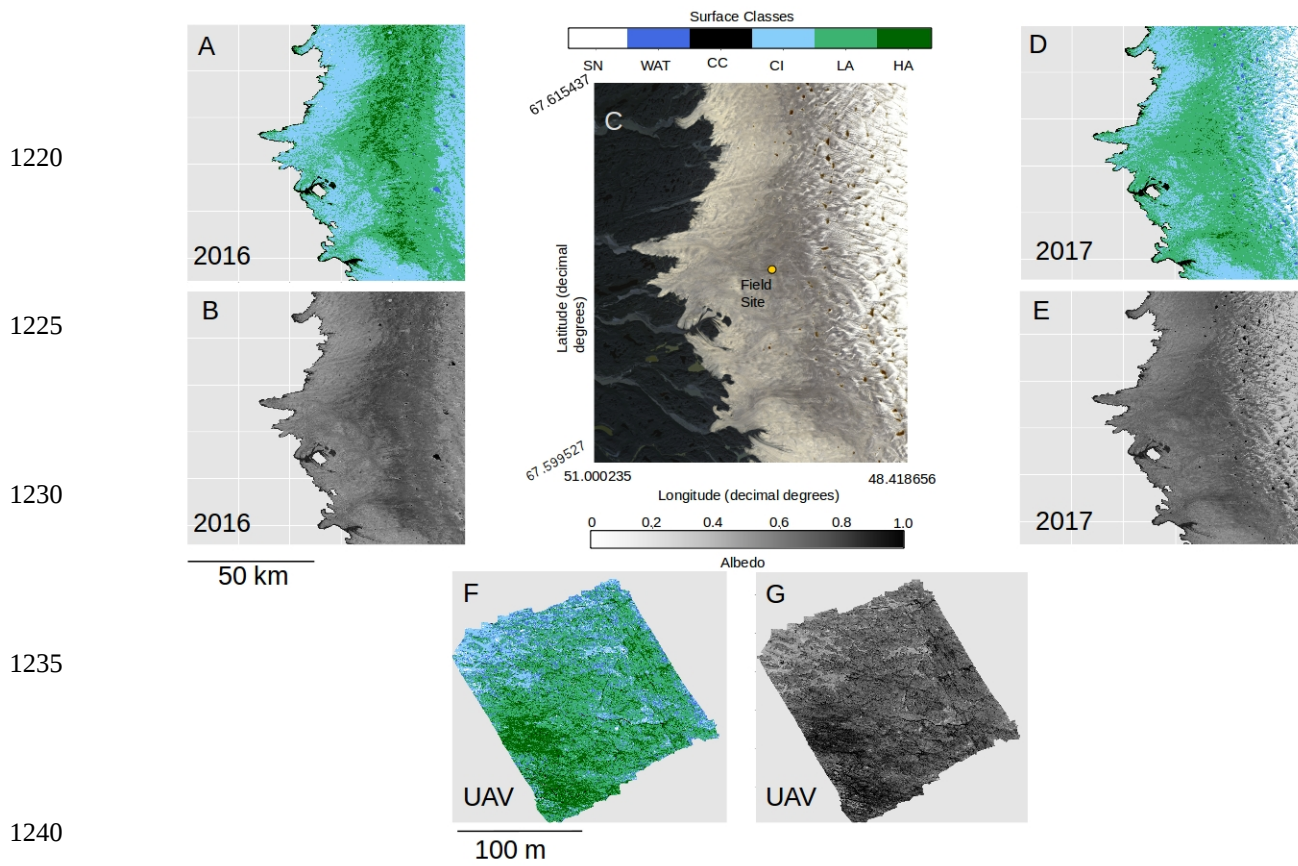 Surface Classes
A
D
SN WAT CC CI LA HA
67.615437
C
1220
2016
2017
Field
Site
Latitude (decimal
degrees)
B
E
1225
67.599527
51.000235 48.418656
1230
Longitude (decimal degrees)
2016
2017
0 0,2 0.4 0.6 0.8 1.0
50 km
Albedo
F
G
1235
UAV
UAV
1240
100 m